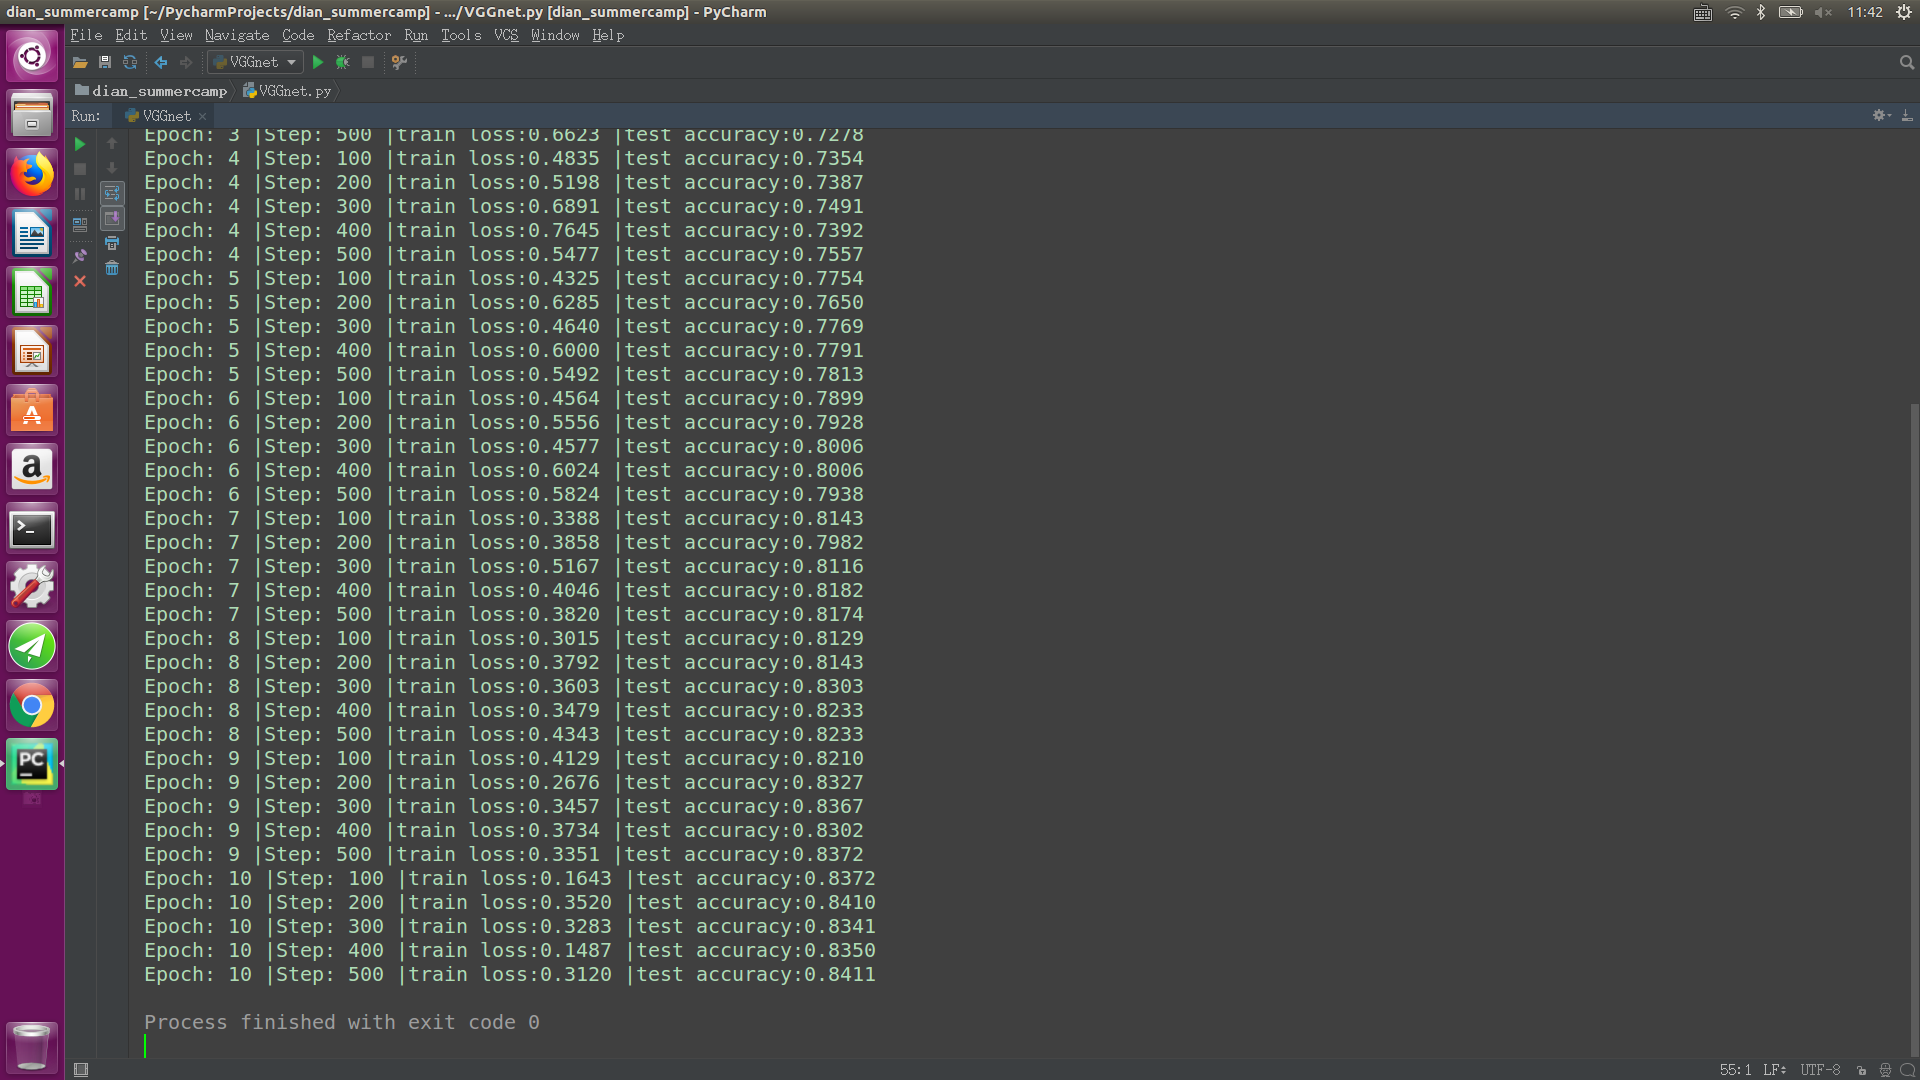 dian_summercamp [~/PycharmProjects/dian_summercamp] - .../VGGnet.py [dian_summercamp] - PyCharm
11:42
File Edit View Navigate Code Refactor Run Tools VCS Window Help
VGGnet
dian_summercamp VGGnet.py
Run: VGGnet
Epoch: 3 |Step: 500 |train loss:0.6623 |test accuracy:0.7278
Epoch: 4 |Step: 100 |train loss:0.4835 |test accuracy:0.7354
Epoch: 4 |Step: 200 |train loss:0.5198 |test accuracy:0.7387
Epoch: 4 |Step: 300 |train loss:0.6891 |test accuracy:0.7491
Epoch: 4 |Step: 400 |train loss:0.7645 |test accuracy:0.7392
Epoch: 4 |Step: 500 |train loss:0.5477 |test accuracy:0.7557
Epoch: 5 |Step: 100 |train loss:0.4325 |test accuracy:0.7754
Epoch: 5 |Step: 200 |train loss:0.6285 |test accuracy:0.7650
Epoch: 5 |Step: 300 |train loss:0.4640 |test accuracy:0.7769
Epoch: 5 |Step: 400 |train loss:0.6000 |test accuracy:0.7791
Epoch: 5 |Step: 500 |train loss:0.5492 |test accuracy:0.7813
Epoch: 6 |Step: 100 |train loss:0.4564 |test accuracy:0.7899
Epoch: 6 |Step: 200 |train loss:0.5556 |test accuracy:0.7928
Epoch: 6 |Step: 300 |train loss:0.4577 |test accuracy:0.8006
Epoch: 6 |Step: 400 |train loss:0.6024 |test accuracy:0.8006
Epoch: 6 |Step: 500 |train loss:0.5824 |test accuracy:0.7938
Epoch: 7 |Step: 100 |train loss:0.3388 |test accuracy:0.8143
Epoch: 7 |Step: 200 |train loss:0.3858 |test accuracy:0.7982
Epoch: 7 |Step: 300 |train loss:0.5167 |test accuracy:0.8116
Epoch: 7 |Step: 400 |train loss:0.4046 |test accuracy:0.8182
Epoch: 7 |Step: 500 |train loss:0.3820 |test accuracy:0.8174
Epoch: 8 |Step: 100 |train loss:0.3015 |test accuracy:0.8129
Epoch: 8 |Step: 200 |train loss:0.3792 |test accuracy:0.8143
Epoch: 8 |Step: 300 |train loss:0.3603 |test accuracy:0.8303
Epoch: 8 |Step: 400 |train loss:0.3479 |test accuracy:0.8233
Epoch: 8 |Step: 500 |train loss:0.4343 |test accuracy:0.8233
Epoch: 9 |Step: 100 |train loss:0.4129 |test accuracy:0.8210
Epoch: 9 |Step: 200 |train loss:0.2676 |test accuracy:0.8327
Epoch: 9 |Step: 300 |train loss:0.3457 |test accuracy:0.8367
Epoch: 9 |Step: 400 |train loss:0.3734 |test accuracy:0.8302
Epoch: 9 |Step: 500 |train loss:0.3351 |test accuracy:0.8372
Epoch: 10 |Step: 100 |train loss:0.1643 |test accuracy:0.8372
Epoch: 10 |Step: 200 |train loss:0.3520 |test accuracy:0.8410
Epoch: 10 |Step: 300 |train loss:0.3283 |test accuracy:0.8341
Epoch: 10 |Step: 400 |train loss:0.1487 |test accuracy:0.8350
Epoch: 10 |Step: 500 |train loss:0.3120 |test accuracy:0.8411
Process finished with exit code 0
55:1 LF UTF-8